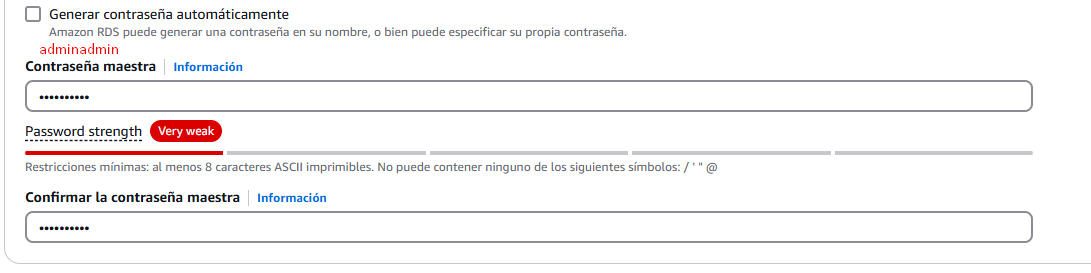 Generar contraseña automáticamente
Amazon RDS puede generar una contraseña en su nombre, o bien puede especificar su propia contraseña.
adminadmin
Contraseña maestra Información
••••••••••
Password strength Very weak
Restricciones mínimas: al menos 8 caracteres ASCII imprimibles. No puede contener ninguno de los siguientes símbolos: / ' " @
Confirmar la contraseña maestra Información
••••••••••